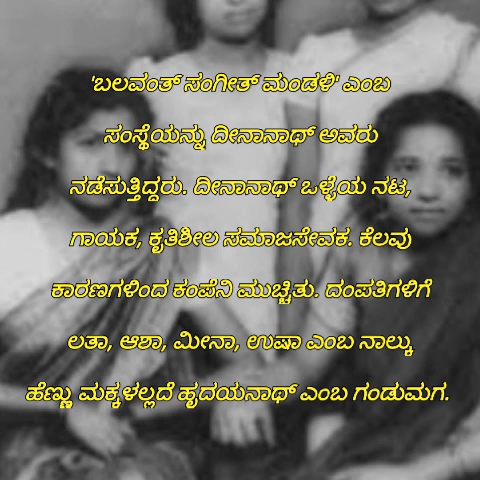 'ಬಲವಂತ್ ಸಂಗೀತ್ ಮಂಡಳಿ' ಎಂಬ
ಸಂಸ್ಥೆಯನ್ನು ದೀನಾನಾಥ್ ಅವರು
ನಡೆಸುತ್ತಿದ್ದರು. ದೀನಾನಾಥ್ ಒಳ್ಳೆಯ ನಟ,
ಗಾಯಕ, ಕೃತಿಶೀಲ ಸಮಾಜಸೇವಕ. ಕೆಲವು
ಕಾರಣಗಳಿಂದ ಕಂಪೆನಿ ಮುಚ್ಚಿತು. ದಂಪತಿಗಳಿಗೆ
ಲತಾ, ಆಶಾ, ಮೀನಾ, ಉಷಾ ಎಂಬ ನಾಲ್ಕು
ಹೆಣ್ಣು ಮಕ್ಕಳಲ್ಲದೆ ಹೃದಯನಾಥ್ ಎಂಬ ಗಂಡುಮಗ.